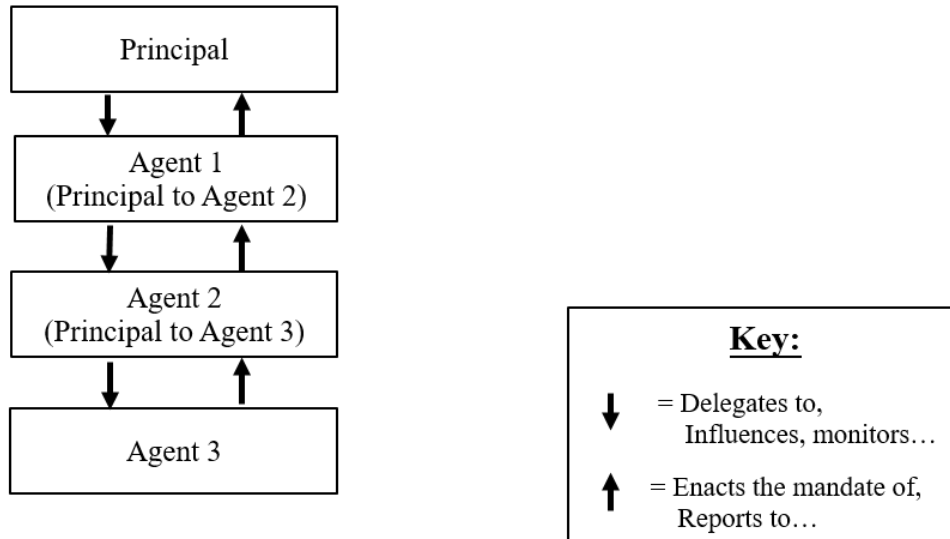 Principal
Agent 1
(Principal to Agent 2)
Agent 2
(Principal to Agent 3)
Agent 3
Key:
= Delegates to,
Influences, monitors…
= Enacts the mandate of,
Reports to…